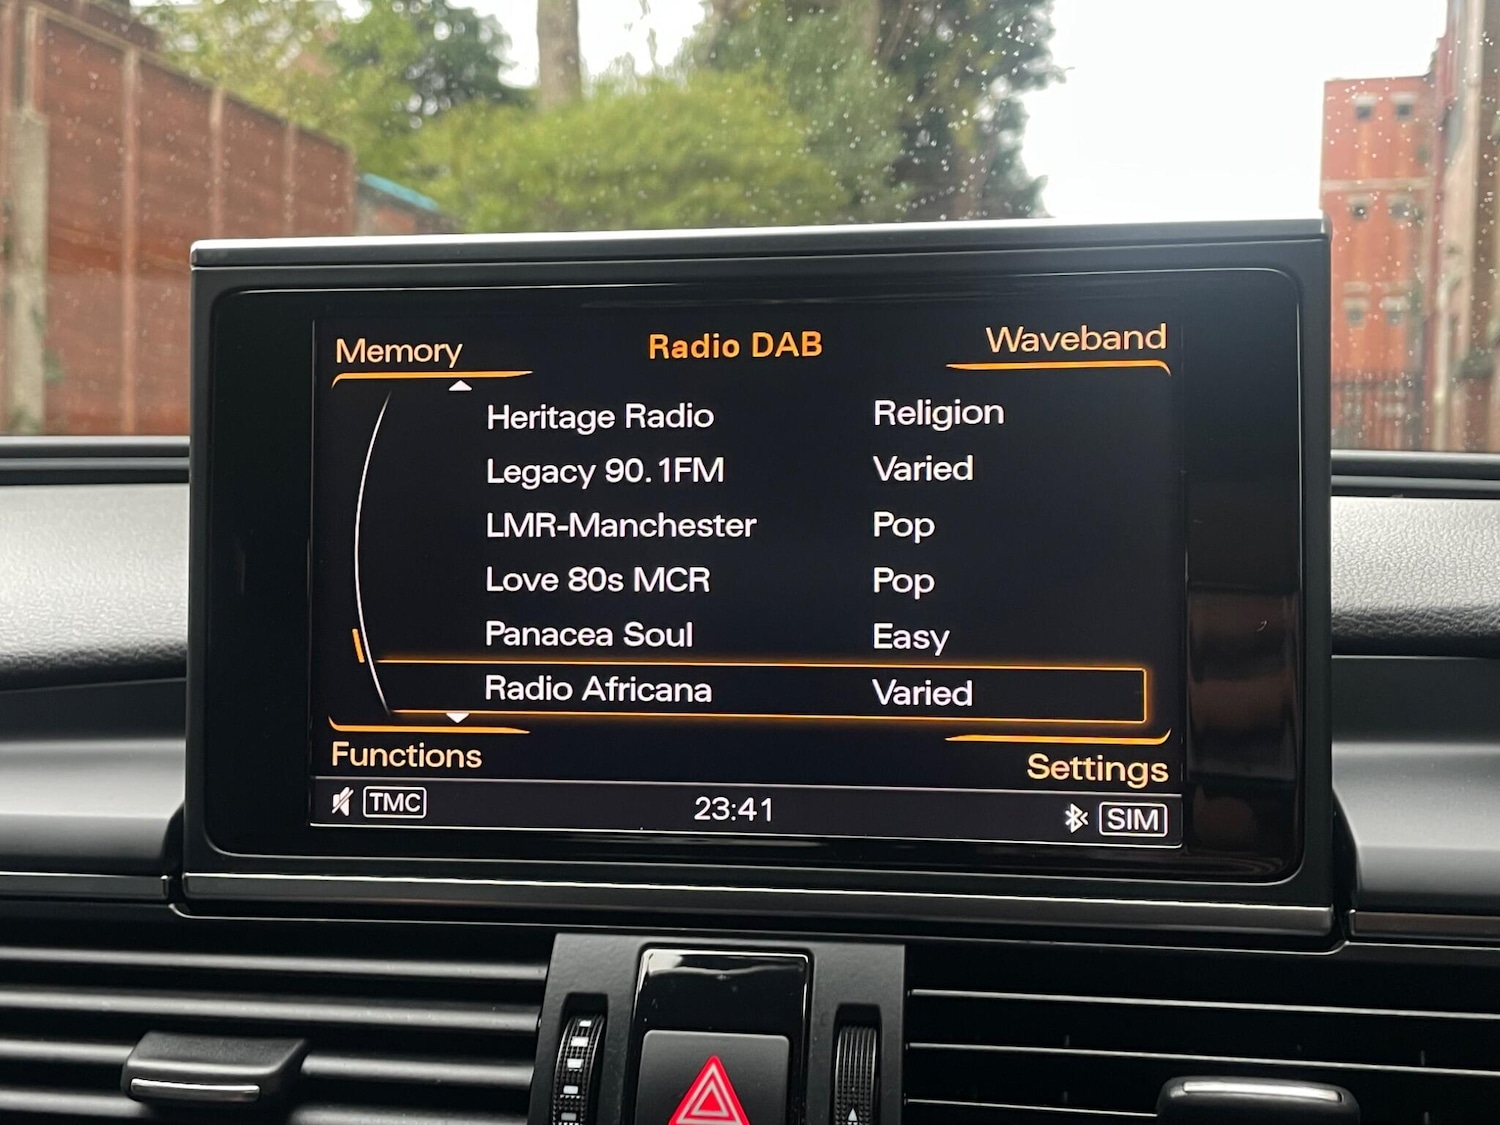 Memory Radio DAB Waveband
Heritage Radio Religion
Legacy 90.1FM Varied
LMR-Manchester Pop
Love 80s MCR Pop
Panacea Soul Easy
Radio Africana Varied
Functions Settings
TMC 23:41 SIM